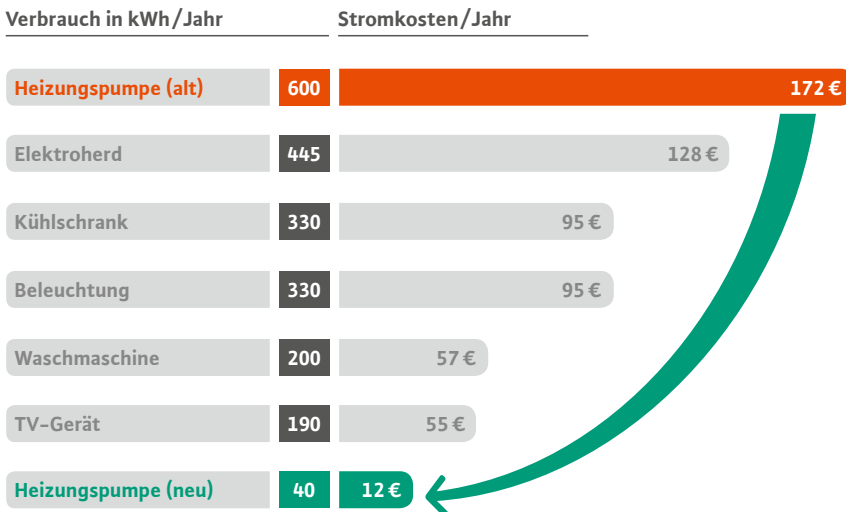 Verbrauch in kWh/Jahr Stromkosten/Jahr
Heizungspumpe (alt) 600 172 €
Elektroherd 445 128 €
Kühlschrank 330 95 €
Beleuchtung 330 95 €
Waschmaschine 200 57 €
TV-Gerät 190 55 €
Heizungspumpe (neu) 40 12 €